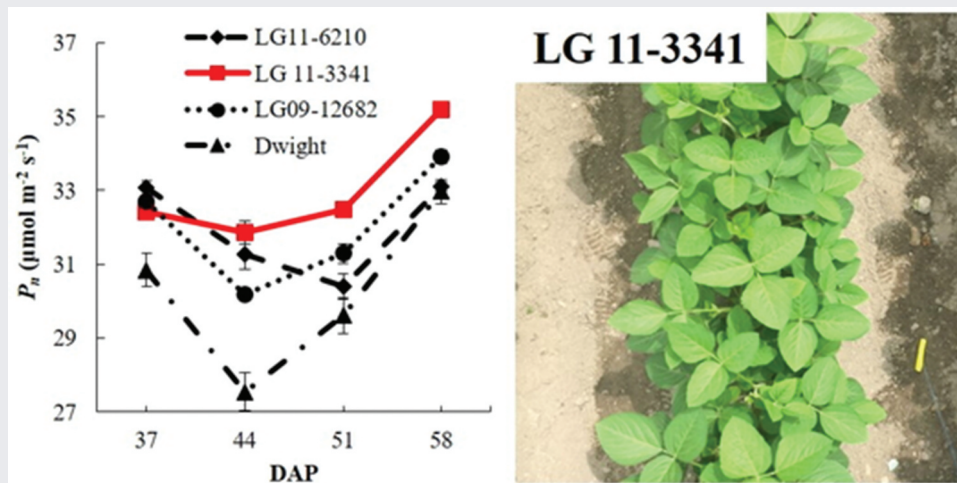 37
35
33
31
29
27
Pn (µmol m-2 s-1)
LG11-6210
LG 11-3341
LG09-12682
Dwight
37 44 51 58
DAP
LG 11-3341